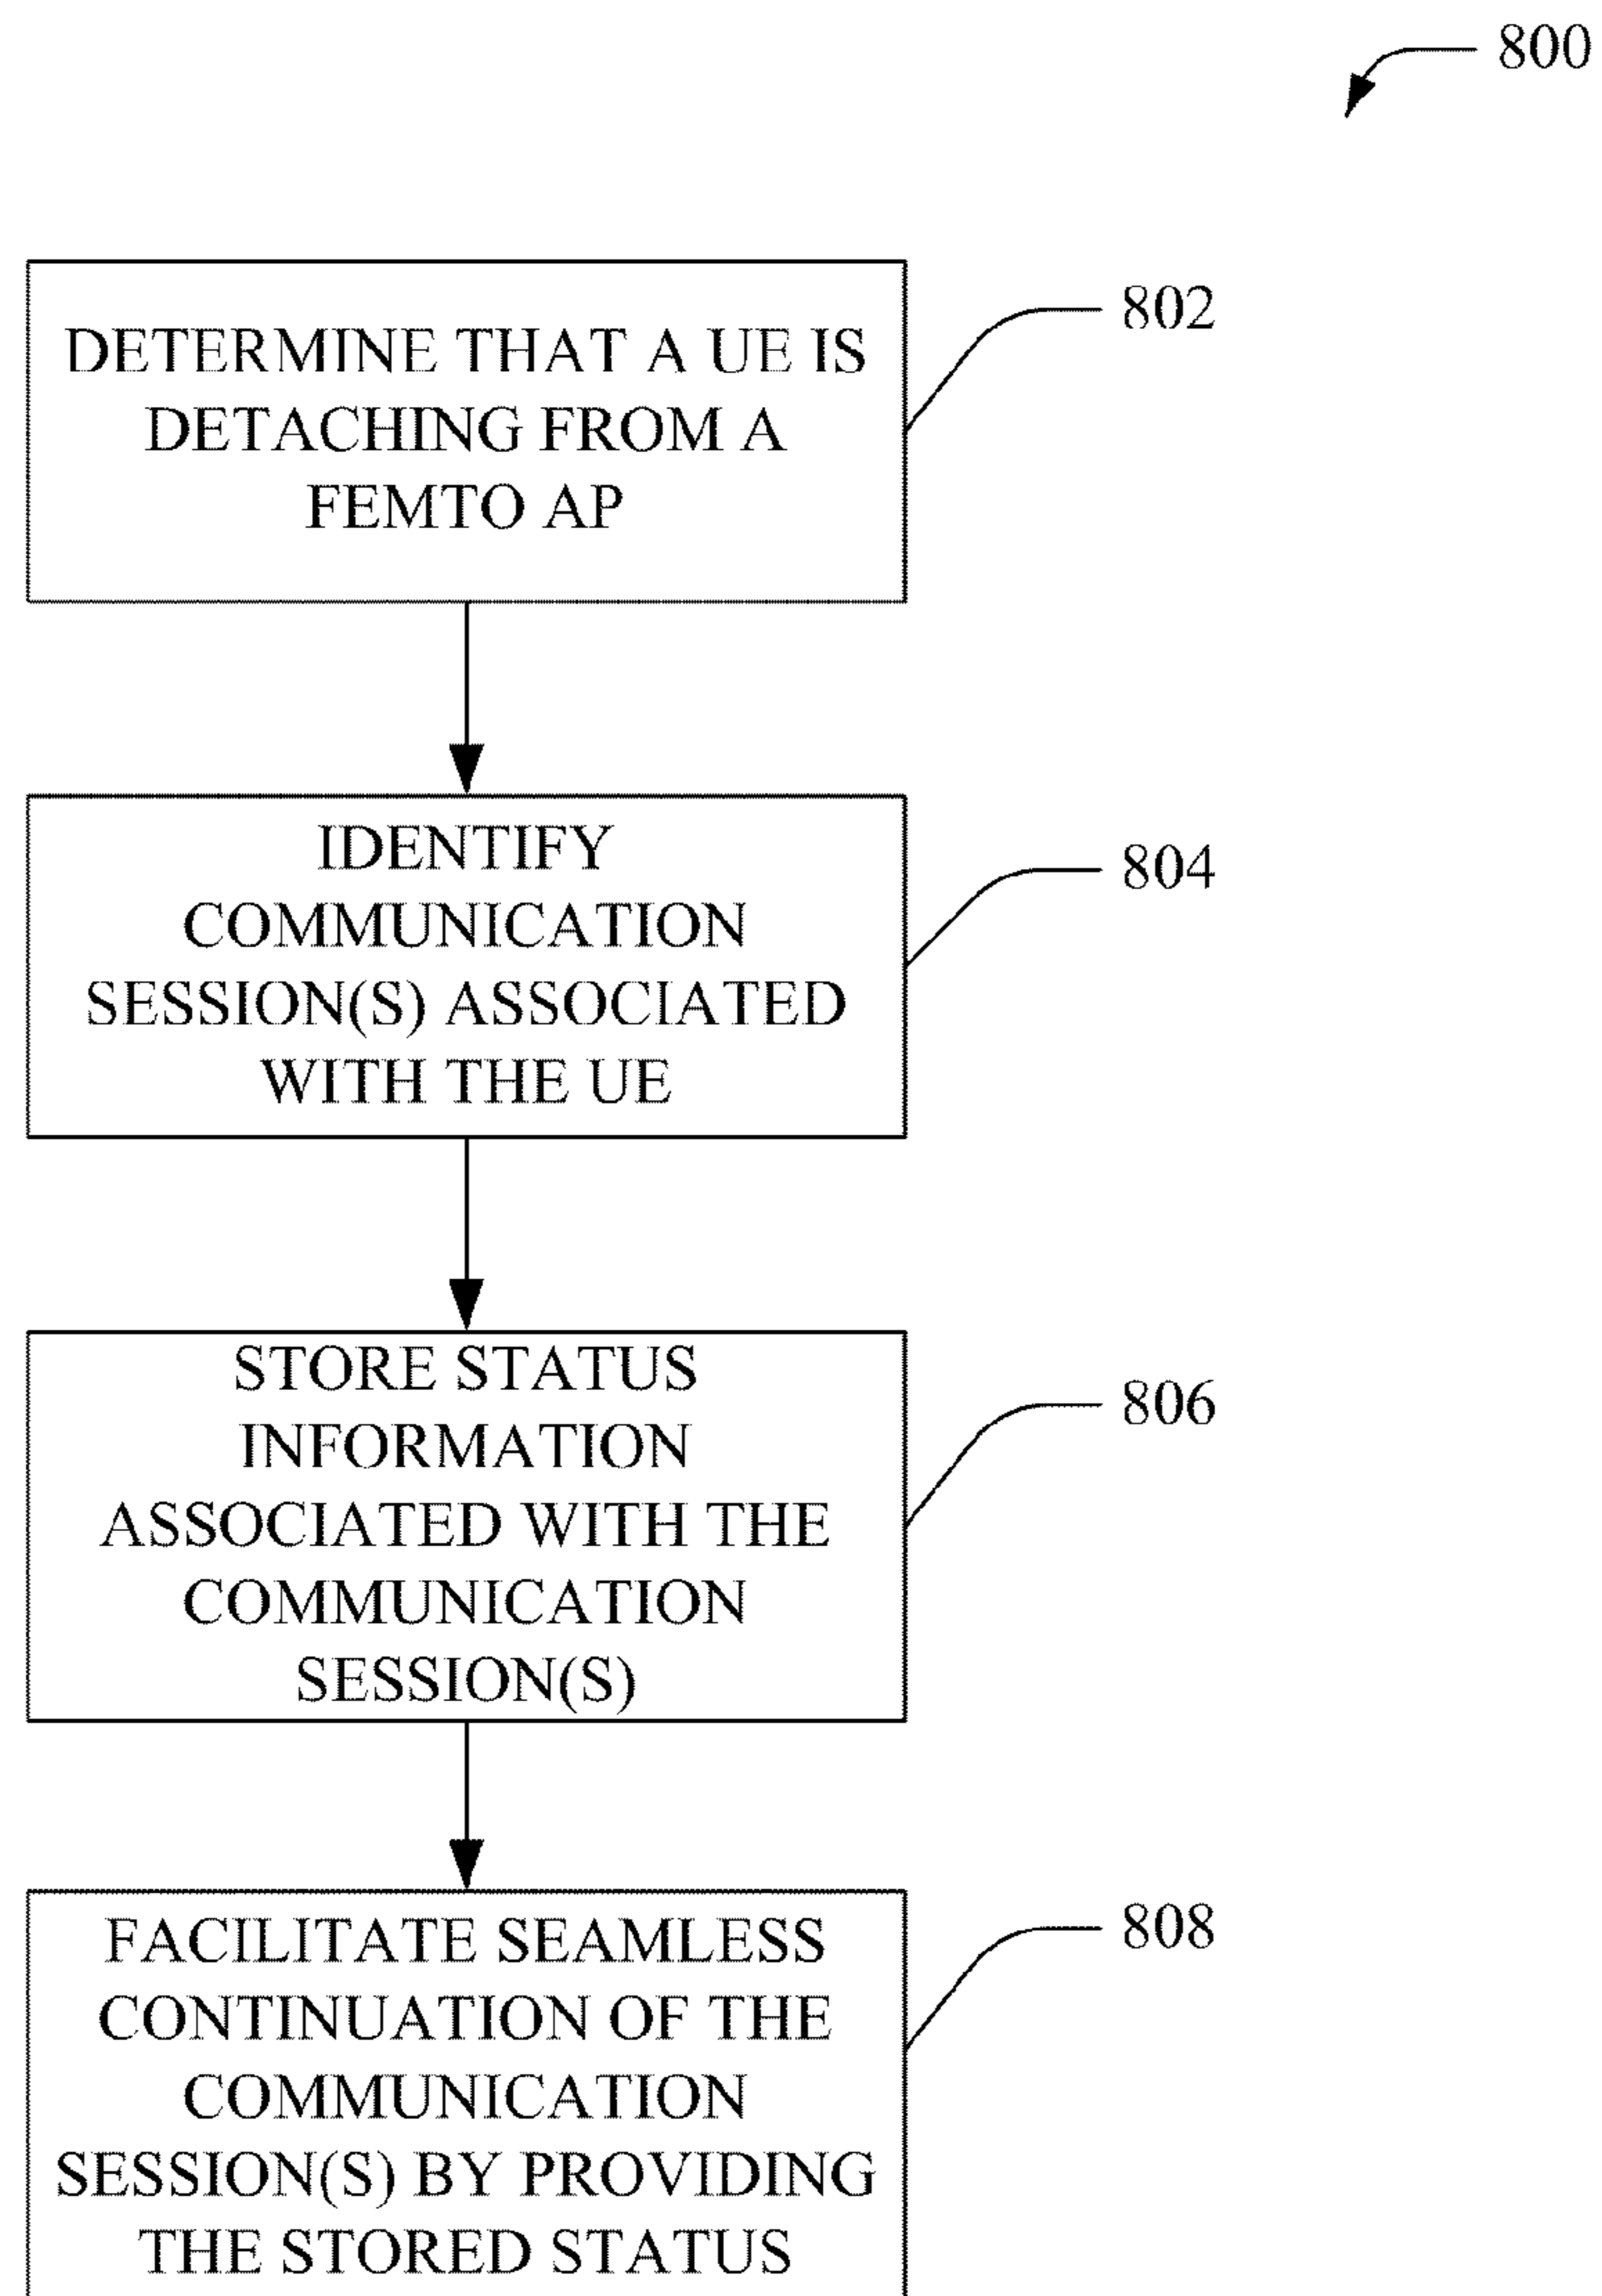 800
DETERMINE THAT A UE IS
DETACHING FROM A
FEMTO AP
802
IDENTIFY
COMMUNICATION
SESSION(S) ASSOCIATED
WITH THE UE
804
STORE STATUS
INFORMATION
ASSOCIATED WITH THE
COMMUNICATION
SESSION(S)
806
FACILITATE SEAMLESS
CONTINUATION OF THE
COMMUNICATION
SESSION(S) BY PROVIDING
THE STORED STATUS
808